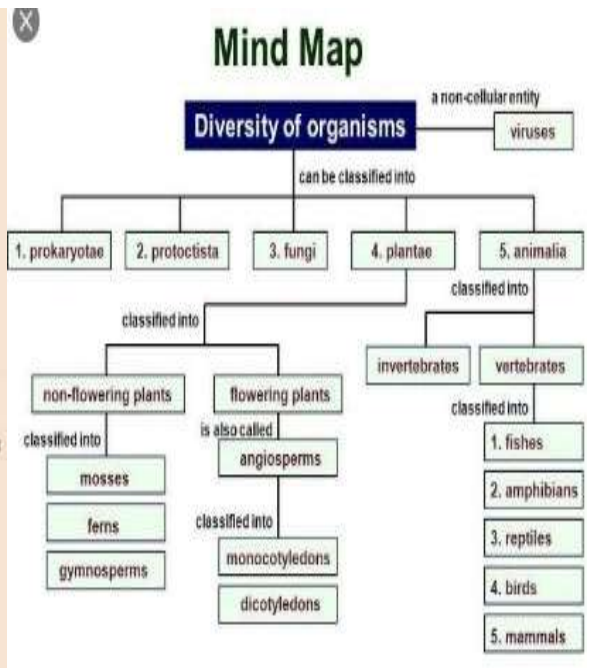 X
Mind Map
a non-cellular entity
Diversity of organisms
viruses
can be classified into
1. prokaryotae
2. protoctista
3. fungi
4. plantae
5. animalia
classified into
classified into
invertebrates
vertebrates
non-flowering plants
flowering plants
classified into
is also called
classified into
mosses
angiosperms
1. fishes
ferns
classified into
2. amphibians
gymnosperms
monocotyledons
3. reptiles
dicotyledons
4. birds
5. mammals